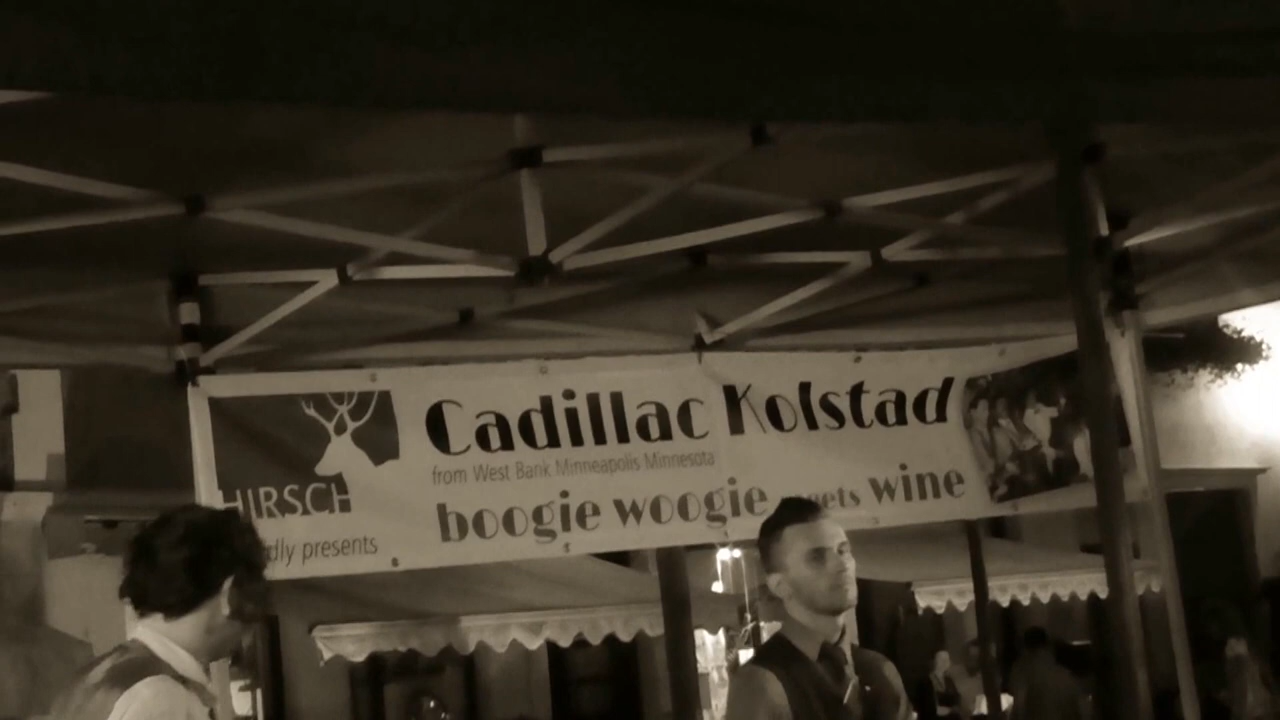 HIRSCH
dly presents
Cadillac Kolstad
from West Bank Minneapolis Minnesota
boogie woogie wine